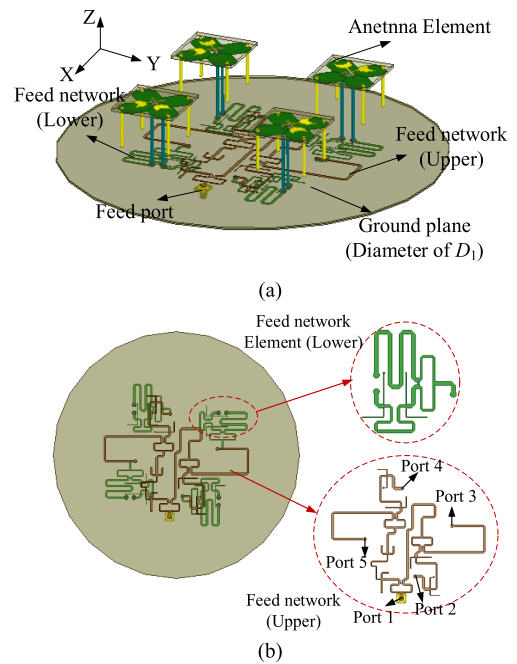 Z
X
Y
Anetnna Element
Feed network
(Lower)
Feed network
(Upper)
Feed port
Ground plane
(Diameter of D₁)
(a)
Feed network
Element (Lower)
Port 4
Port 3
Port 5
Port 1
Port 2
Feed network
(Upper)
(b)